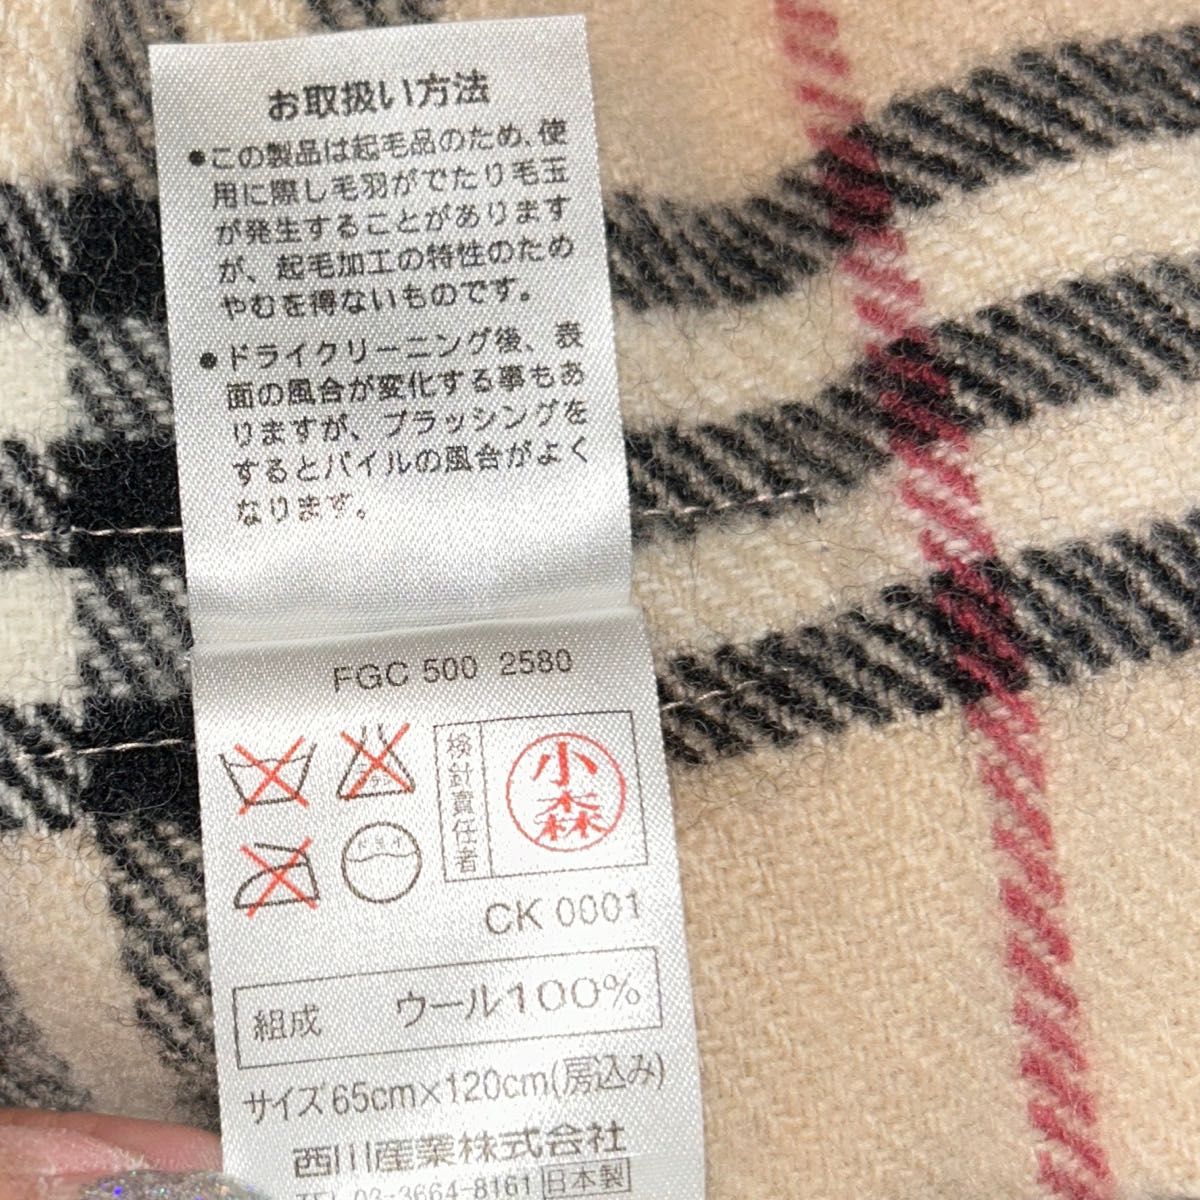 お取扱い方法
●この製品は起毛品のため、使
用に際し毛羽がでたり毛玉
が発生することがあります
が、起毛加工の特性のため
やむを得ないものです。
●ドライクリーニング後、表
面の風合が変化する事もあ
りますが、ブラッシングを
するとパイルの風合がよく
なります。
FGC 500 2580
検針責任者
小森
CK 0001
組成 ウール100%
サイズ 65cm×120cm(房込み)
西川産業株式会社
TEL 03-3664-8161 日本製